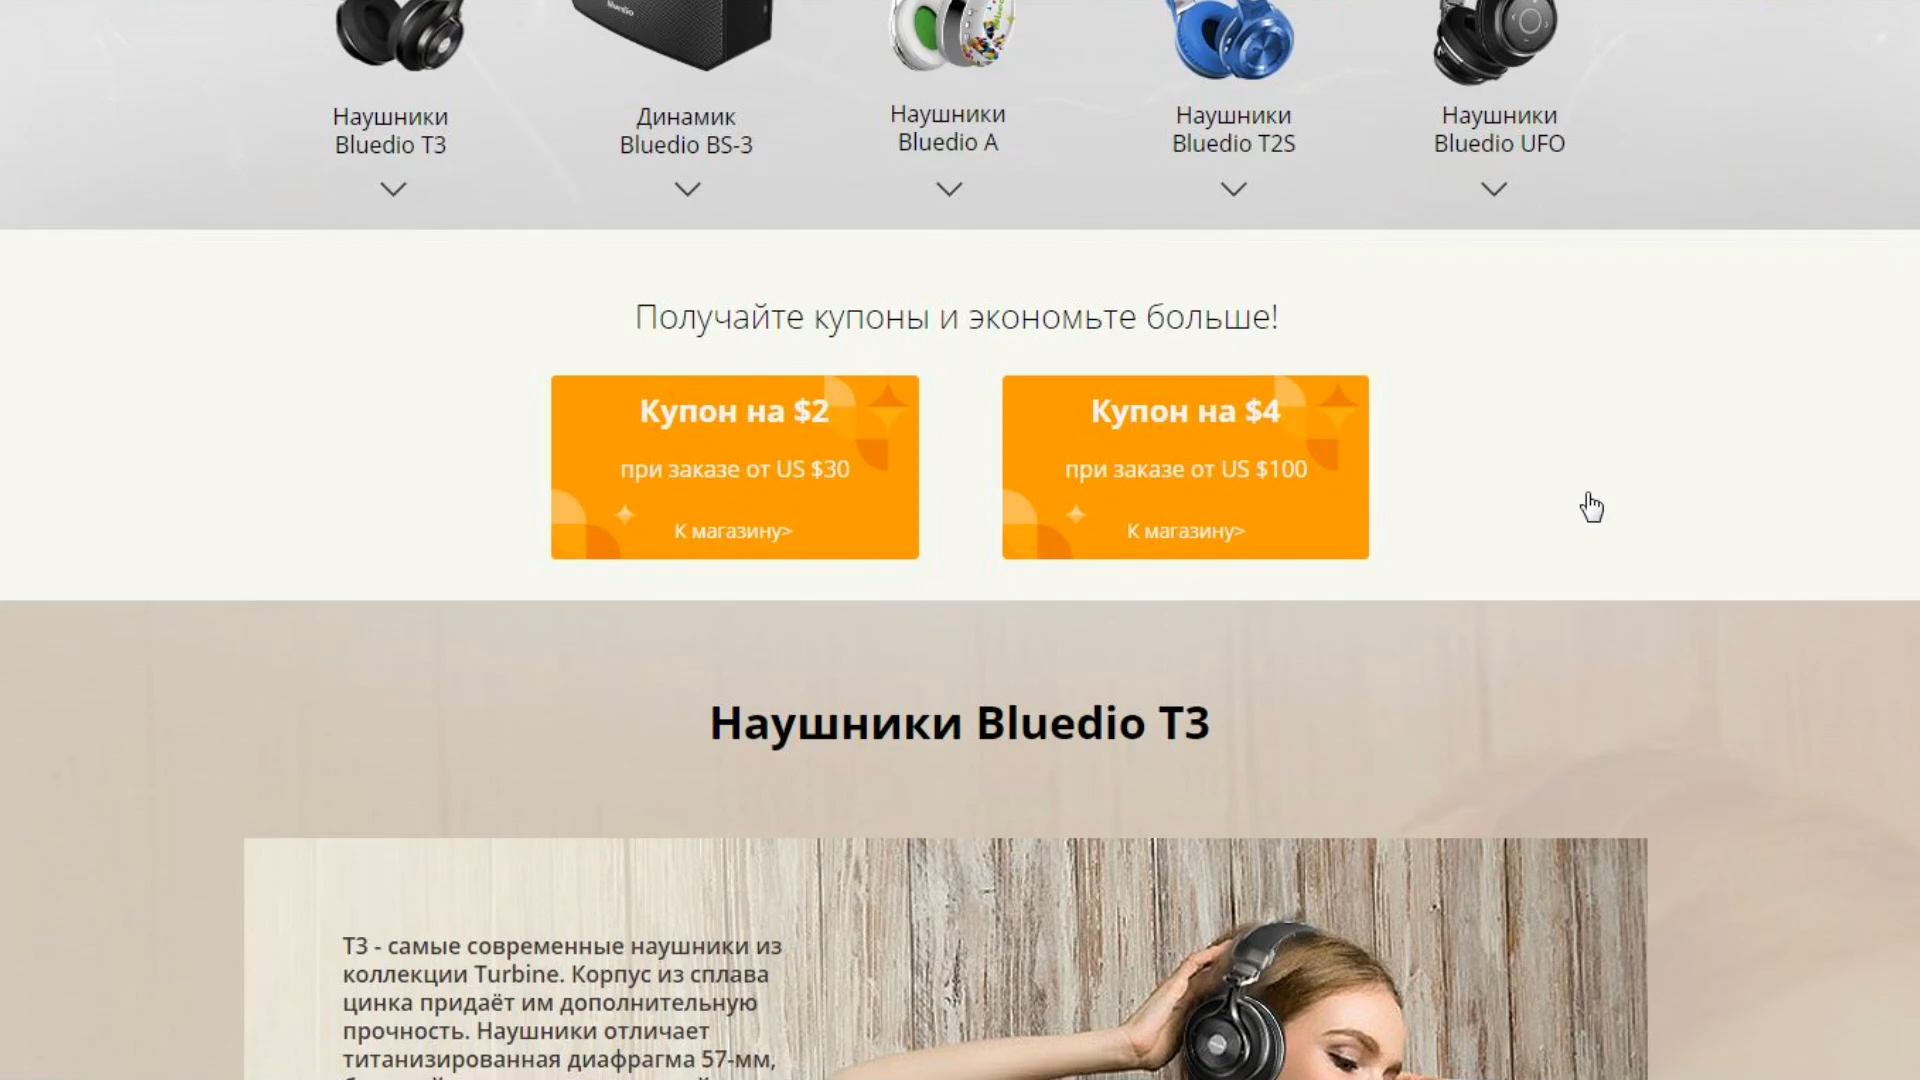 Bluedio
Наушники
Bluedio T3
Динамик
Bluedio BS-3
Наушники
Bluedio A
Наушники
Bluedio T2S
Наушники
Bluedio UFO
Получайте купоны и экономьте больше!
Купон на $2
при заказе от US $30
К магазину>
Купон на $4
при заказе от US $100
К магазину>
Наушники Bluedio T3
T3 - самые современные наушники из
коллекции Turbine. Корпус из сплава
цинка придаёт им дополнительную
прочность. Наушники отличает
титанизированная диафрагма 57-мм,